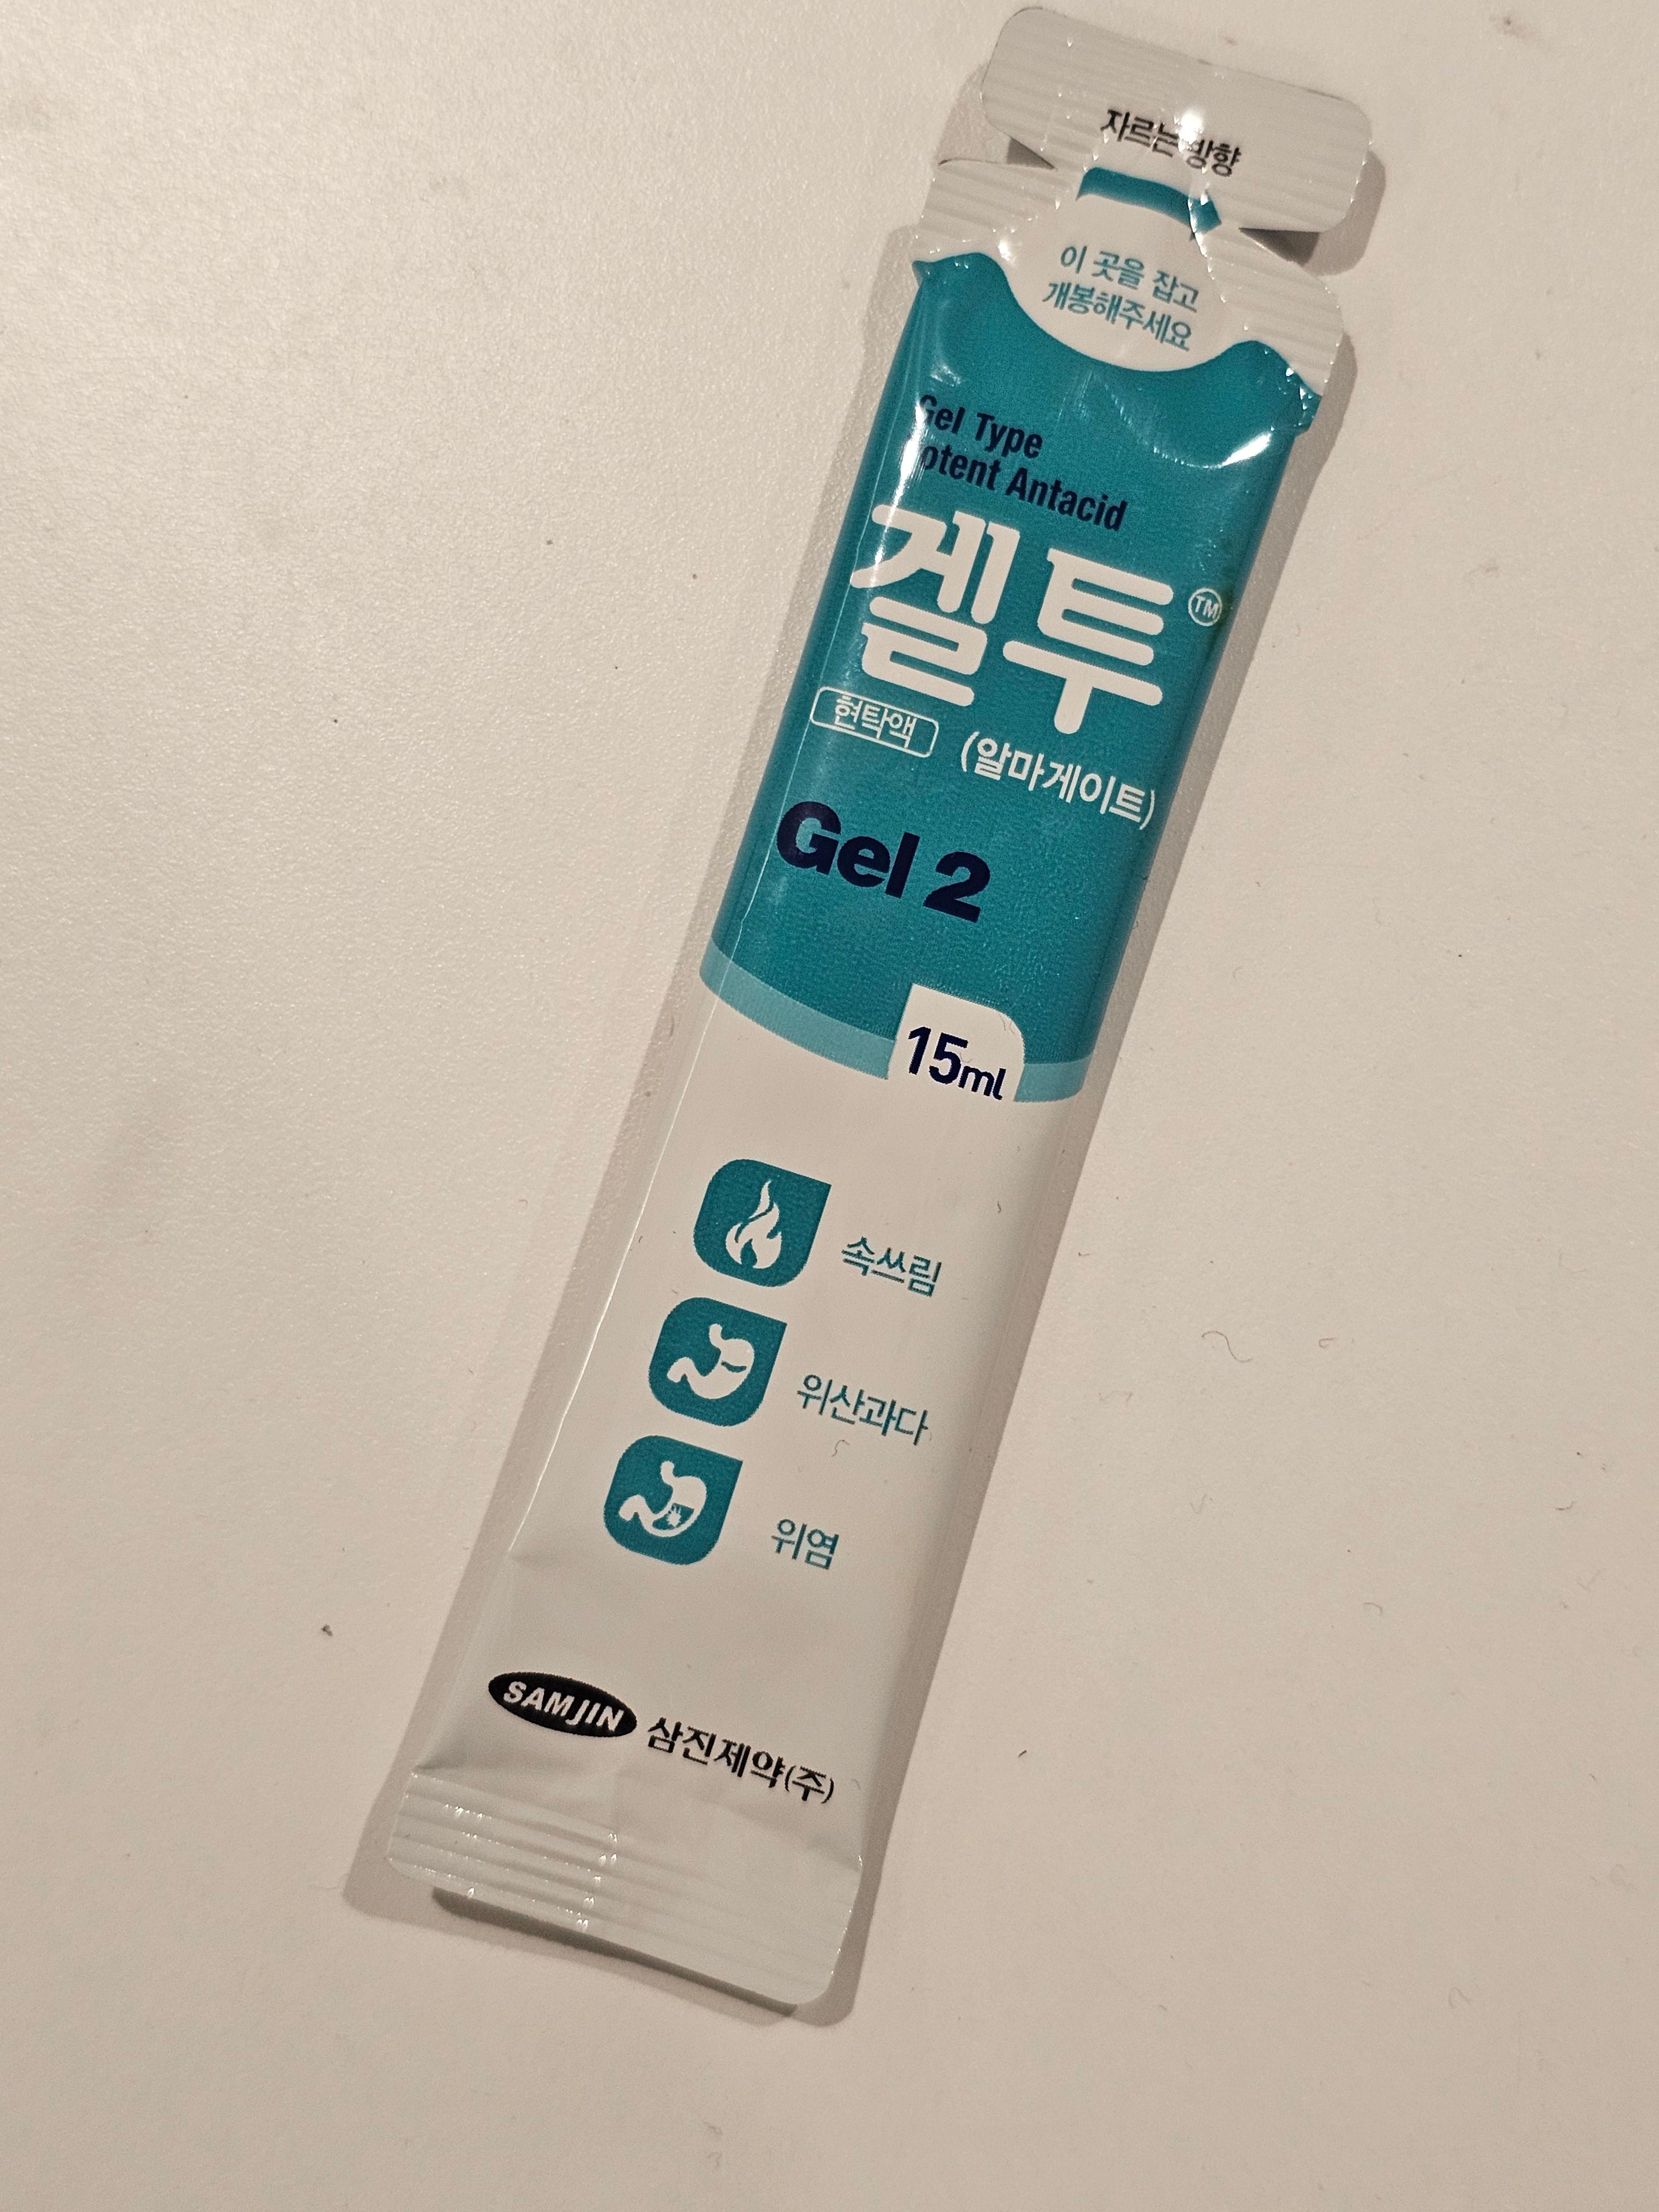 자르는 방향
이 곳을 잡고
개봉해주세요
Gel Type
Antacid
겔투 TM
현탁액 (알마게이트)
Gel 2
15ml
속쓰림
위산과다
위염
SAMJIN 삼진제약(주)